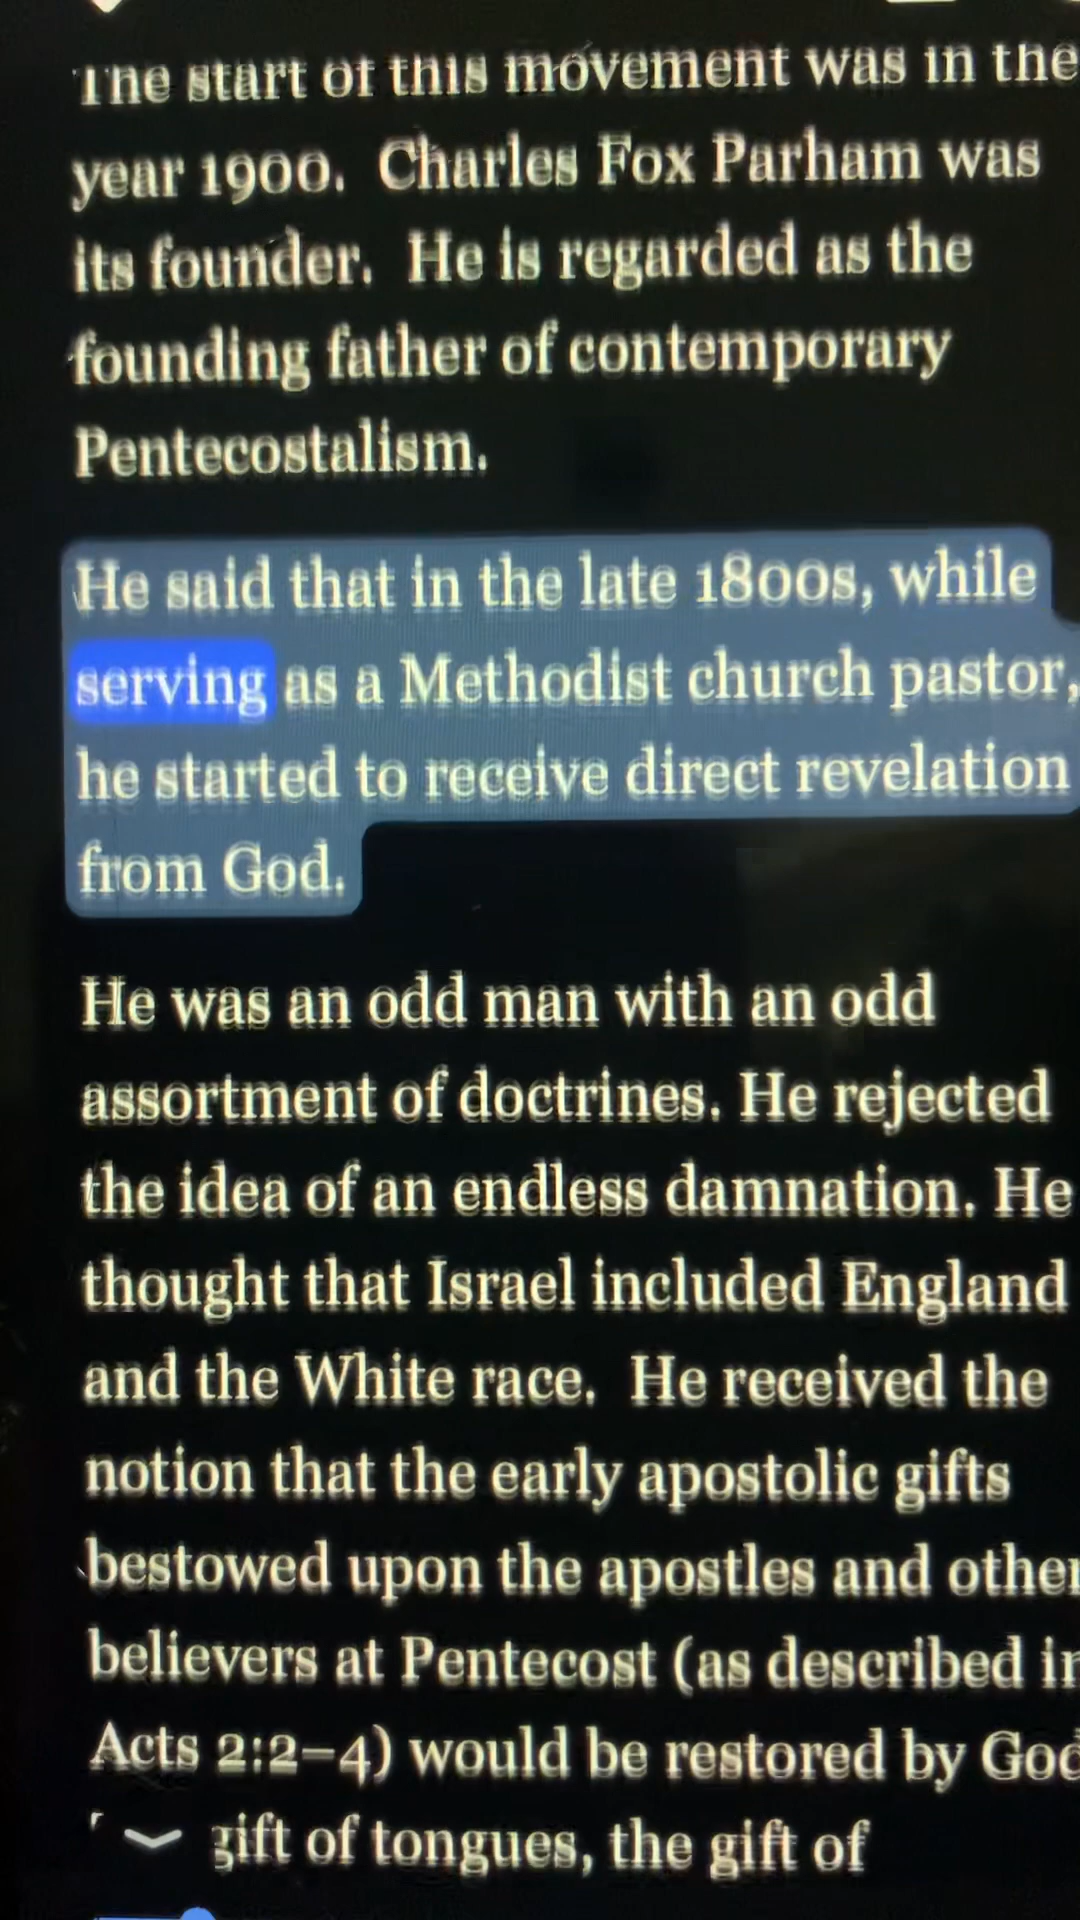 The start of this movement was in the
year 1900. Charles Fox Parham was
its founder. He is regarded as the
founding father of contemporary
Pentecostalism.
He said that in the late 1800s, while
serving as a Methodist church pastor,
he started to receive direct revelation
from God.
He was an odd man with an odd
assortment of doctrines. He rejected
the idea of an endless damnation. He
thought that Israel included England
and the White race. He received the
notion that the early apostolic gifts
bestowed upon the apostles and other
believers at Pentecost (as described in
Acts 2:2–4) would be restored by God
gift of tongues, the gift of